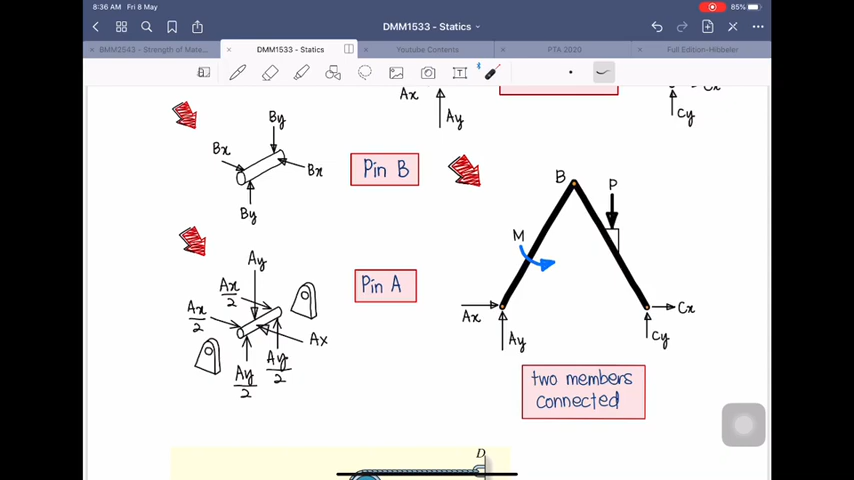 8:36 AM Fri 8 May
85%
DMM1533 - Statics
BMM2543 - Strength of Mate...
DMM1533 - Statics
Youtube Contents
PTA 2020
Full Edition-Hibbeler
Ax
Ay
Cx
Cy
By
Bx
Bx
By
Pin B
B
P
M
Ax
Ay
Cx
Cy
two members
connected
Ay
Ax
2
Ax
2
Ax
Ay
2
Ay
2
Pin A
D